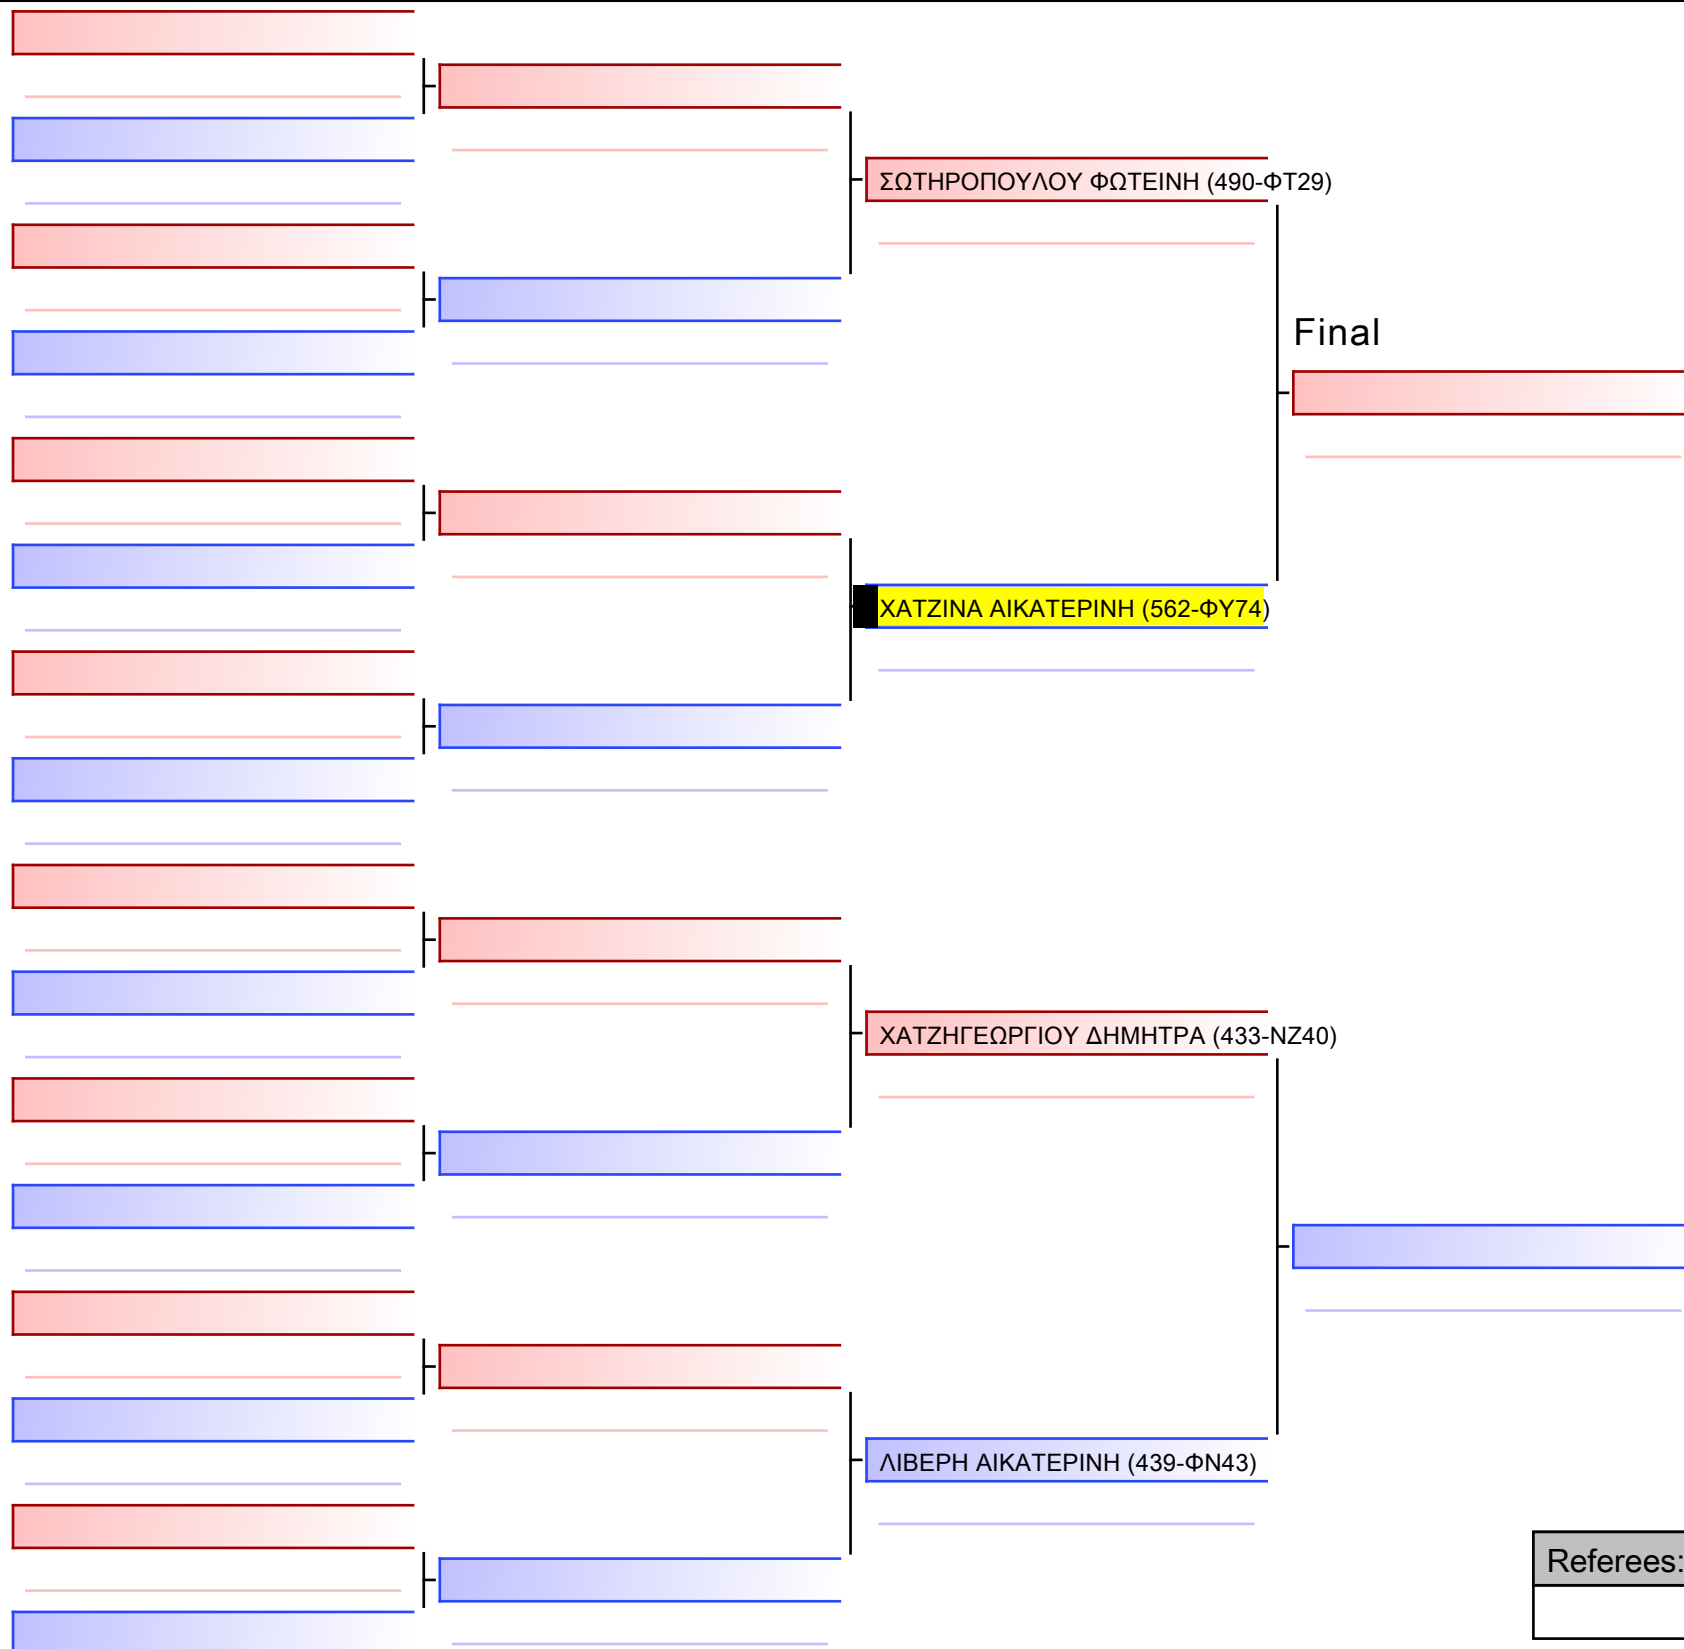 ΣΩΤΗΡΟΠΟΥΛΟΥ ΦΩΤΕΙΝΗ (490-ΦΤ29)
Final
ΧΑΤΖΙΝΑ ΑΙΚΑΤΕΡΙΝΗ (562-ΦΥ74)
ΧΑΤΖΗΓΕΩΡΓΙΟΥ ΔΗΜΗΤΡΑ (433-ΝΖ40)
ΛΙΒΕΡΗ ΑΙΚΑΤΕΡΙΝΗ (439-ΦΝ43)
Referees: